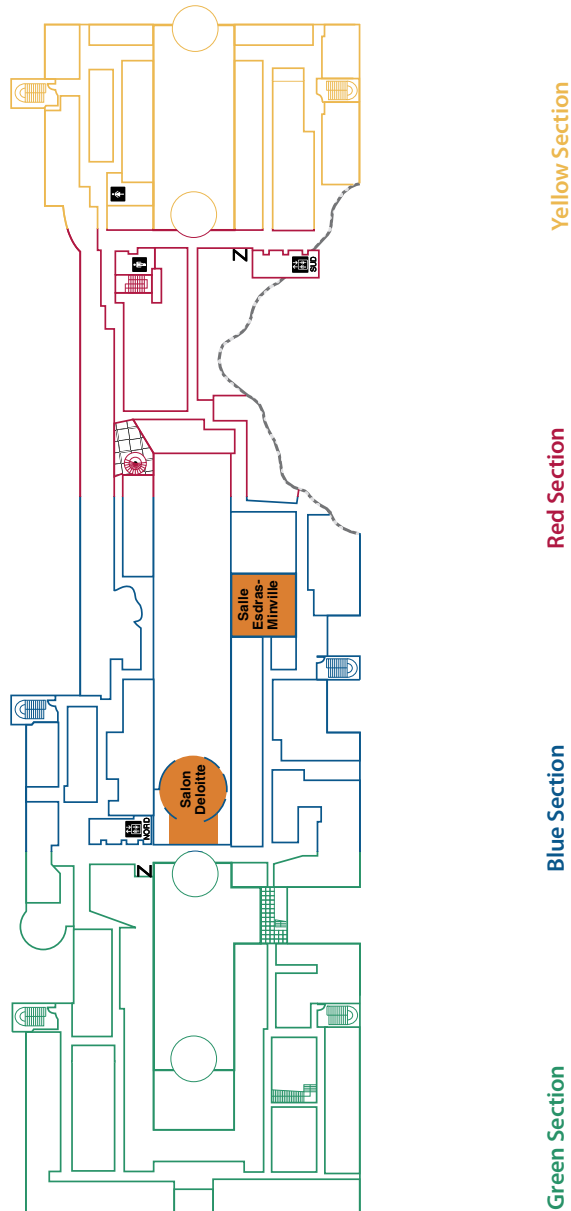 Green Section
Blue Section
Red Section
Yellow Section
NORD
Salon
Deloitte
Salle
Esdras-
Minville
SUD